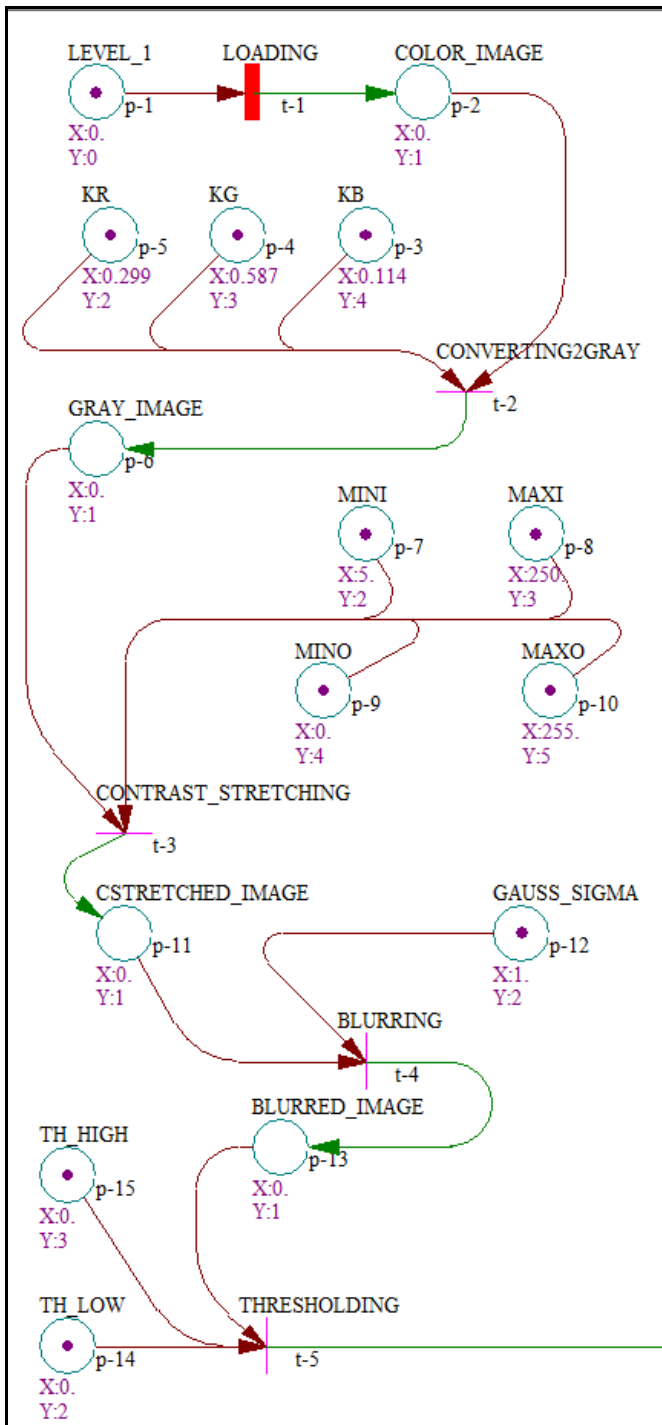 LEVEL_1 LOADING COLOR_IMAGE
p-1 t-1 p-2
X:0. X:0.
Y:0 Y:1
KR KG KB
p-5 p-4 p-3
X:0.299 X:0.587 X:0.114
Y:2 Y:3 Y:4
CONVERTING2GRAY
t-2
GRAY_IMAGE
p-6
X:0.
Y:1
MINI MAXI
p-7 p-8
X:5. X:250.
Y:2 Y:3
MINO MAXO
p-9 p-10
X:0. X:255.
Y:4 Y:5
CONTRAST_STRETCHING
t-3
CSTRETCHED_IMAGE GAUSS_SIGMA
p-11 p-12
X:0. X:1.
Y:1 Y:2
BLURRING
t-4
BLURRED_IMAGE
p-13
X:0.
Y:1
TH_HIGH
p-15
X:0.
Y:3
TH_LOW THRESHOLDING
p-14 t-5
X:0.
Y:2